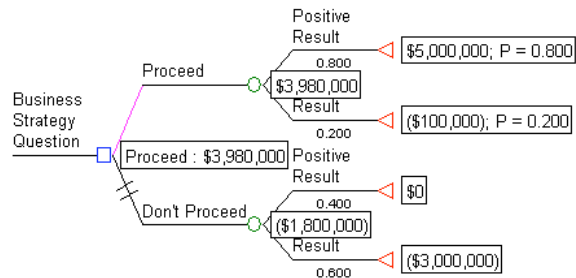 Positive
Result
0.800
$5,000,000; P = 0.800
Proceed
$3,980,000
Result
0.200
($100,000); P = 0.200
Business
Strategy
Question
Proceed : $3,980,000
Positive
Result
0.400
$0
Don't Proceed
($1,800,000)
Result
0.600
($3,000,000)